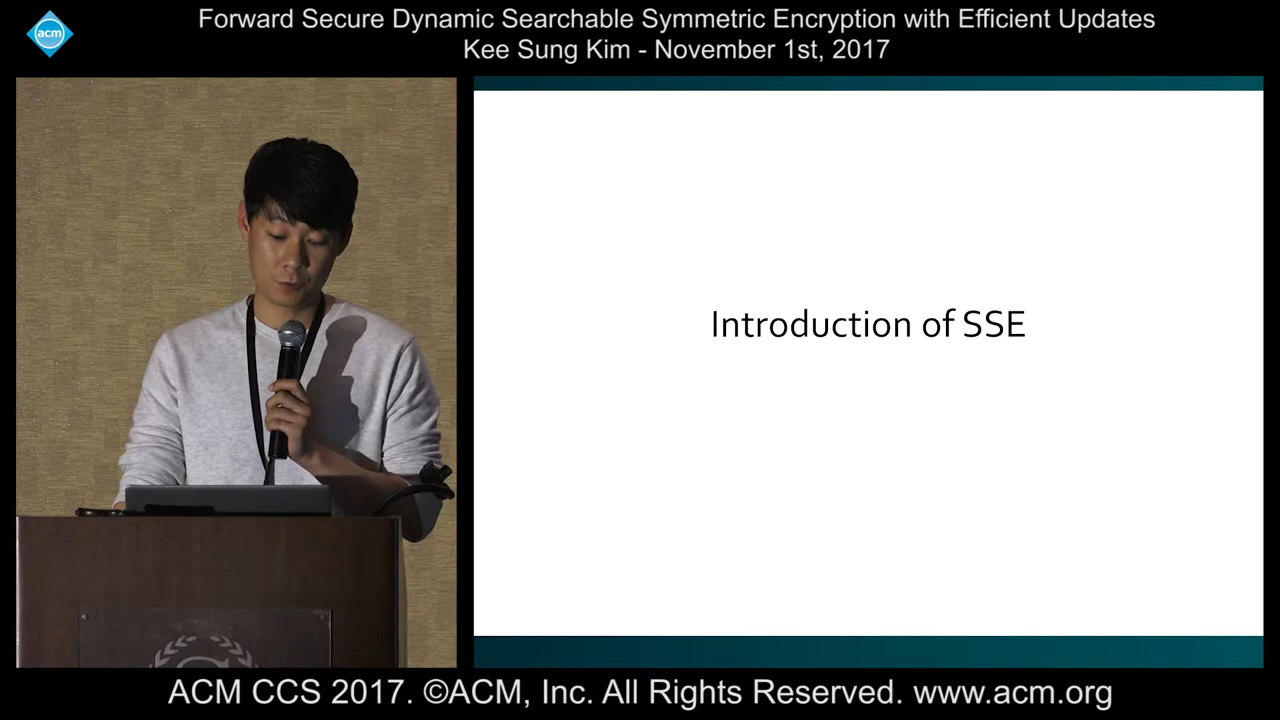 acm
Forward Secure Dynamic Searchable Symmetric Encryption with Efficient Updates
Kee Sung Kim - November 1st, 2017
Introduction of SSE
ACM CCS 2017. ©ACM, Inc. All Rights Reserved. www.acm.org